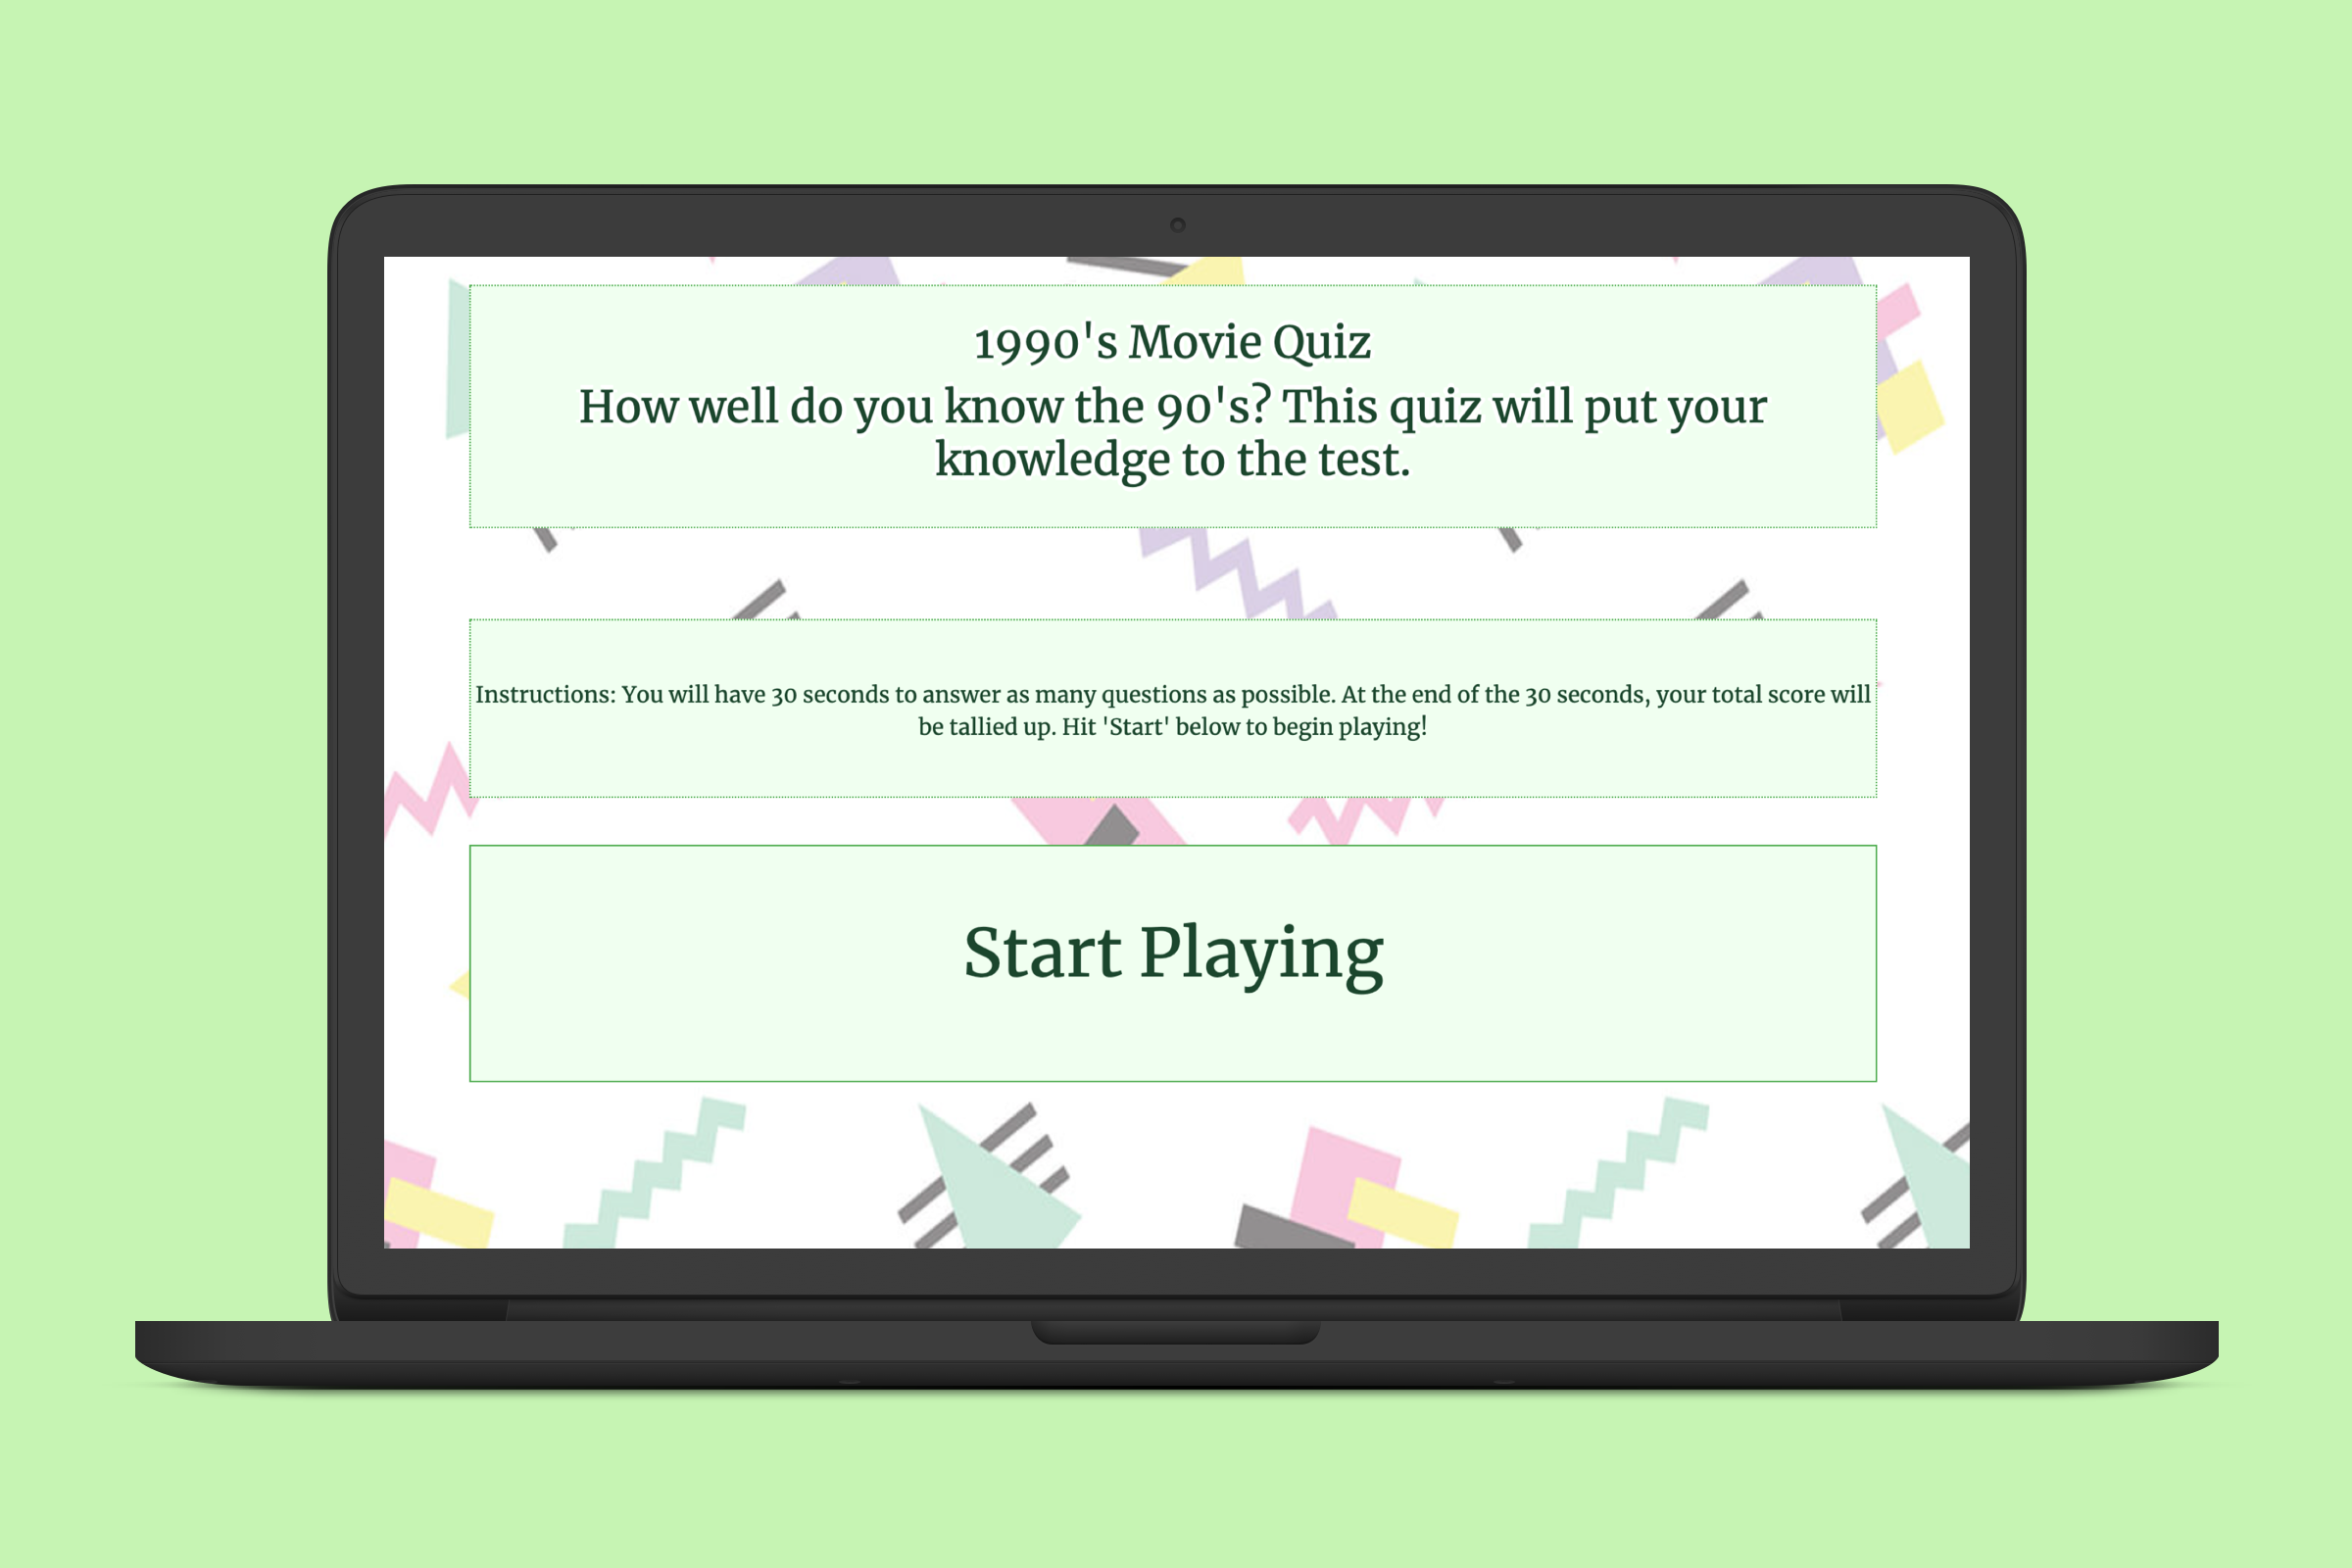 1990's Movie Quiz
How well do you know the 90's? This quiz will put your
knowledge to the test.
Instructions: You will have 30 seconds to answer as many questions as possible. At the end of the 30 seconds, your total score will
be tallied up. Hit 'Start' below to begin playing!
Start Playing